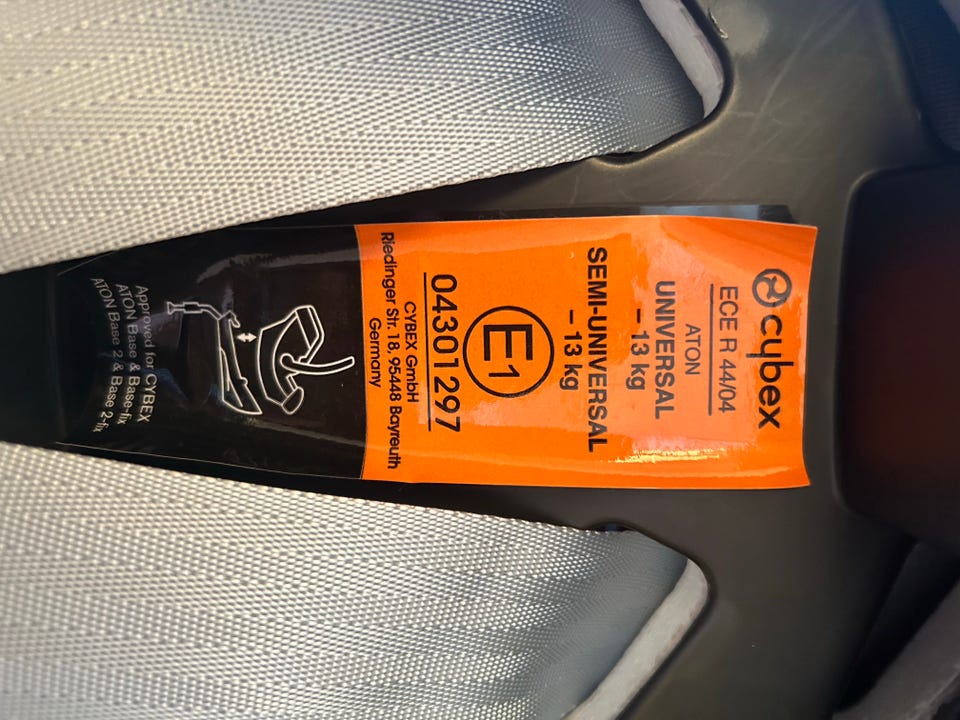 cybex
ECE R 44/04
ATON
UNIVERSAL
– 13 kg
SEMI-UNIVERSAL
– 13 kg
E1
04301297
CYBEX GmbH
Riedinger Str. 18, 95448 Bayreuth
Germany
Approved for CYBEX
ATON Base & Base-fix
ATON Base 2 & Base 2-fix